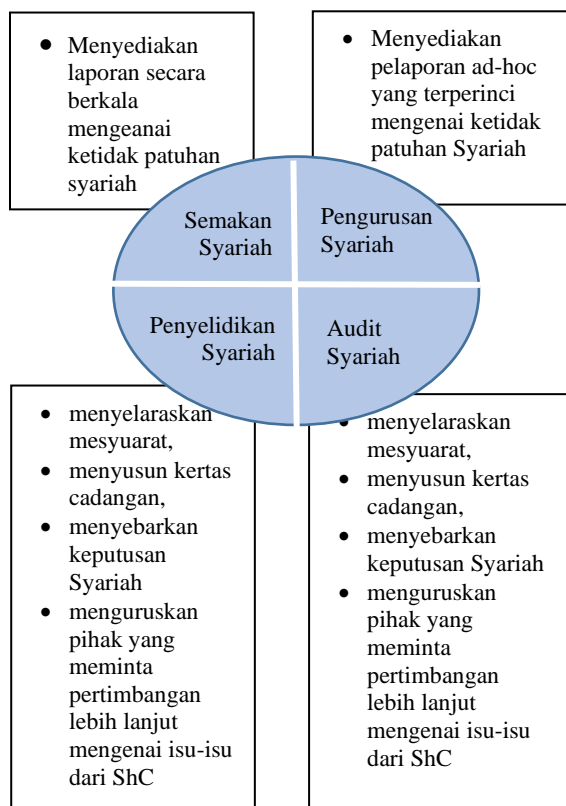 • Menyediakan
laporan secara
berkala
mengeanai
ketidak patuhan
syariah
• Menyediakan
pelaporan ad-hoc
yang terperinci
mengenai ketidak
patuhan Syariah
Semakan
Syariah
Pengurusan
Syariah
Penyelidikan
Syariah
Audit
Syariah
• menyelaraskan
mesyuarat,
• menyusun kertas
cadangan,
• menyebarkan
keputusan
Syariah
• menguruskan
pihak yang
meminta
pertimbangan
lebih lanjut
mengenai isu-isu
dari ShC
• menyelaraskan
mesyuarat,
• menyusun kertas
cadangan,
• menyebarkan
keputusan Syariah
• menguruskan
pihak yang
meminta
pertimbangan
lebih lanjut
mengenai isu-isu
dari ShC